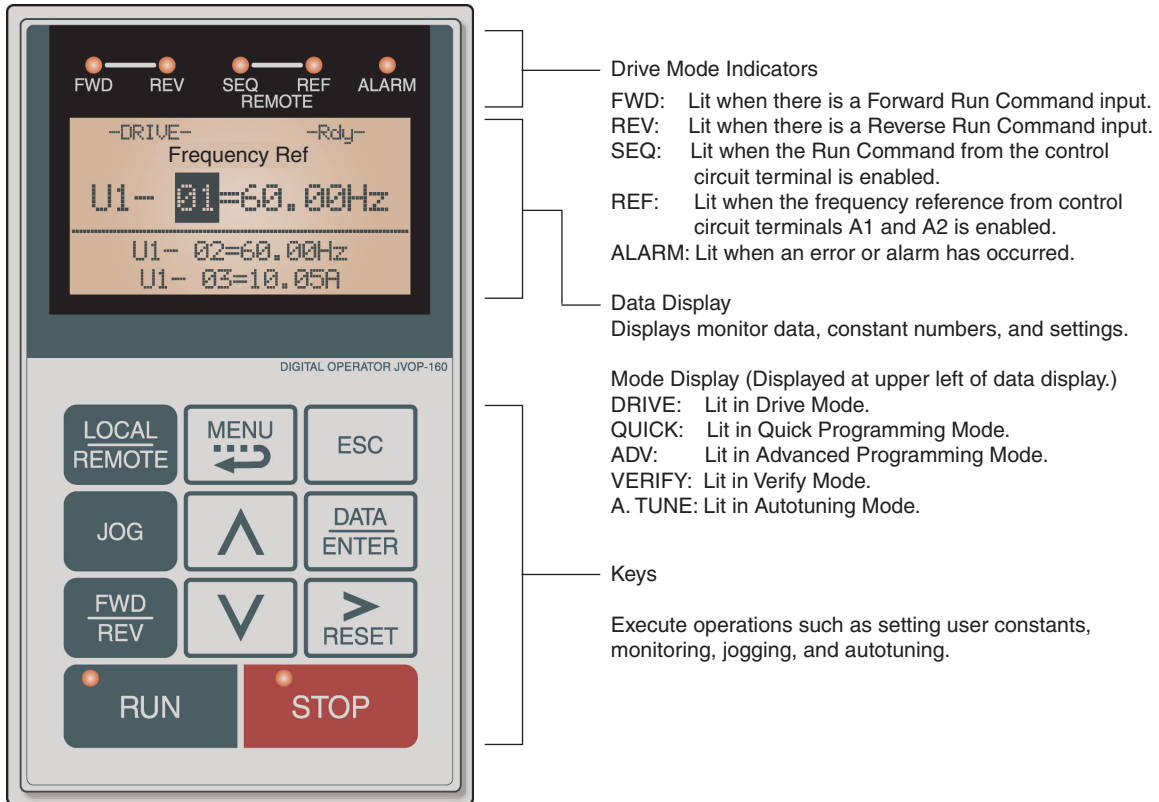 FWD REV SEQ REF ALARM
REMOTE
-DRIVE- -Rdy-
Frequency Ref
U1- 01=60.00Hz
U1- 02=60.00Hz
U1- 03=10.05A
DIGITAL OPERATOR JVOP-160
LOCAL
REMOTE
MENU
ESC
JOG
DATA
ENTER
FWD
REV
>
RESET
RUN
STOP
Drive Mode Indicators
FWD: Lit when there is a Forward Run Command input.
REV: Lit when there is a Reverse Run Command input.
SEQ: Lit when the Run Command from the control
circuit terminal is enabled.
REF: Lit when the frequency reference from control
circuit terminals A1 and A2 is enabled.
ALARM: Lit when an error or alarm has occurred.
Data Display
Displays monitor data, constant numbers, and settings.
Mode Display (Displayed at upper left of data display.)
DRIVE: Lit in Drive Mode.
QUICK: Lit in Quick Programming Mode.
ADV: Lit in Advanced Programming Mode.
VERIFY: Lit in Verify Mode.
A. TUNE: Lit in Autotuning Mode.
Keys
Execute operations such as setting user constants,
monitoring, jogging, and autotuning.